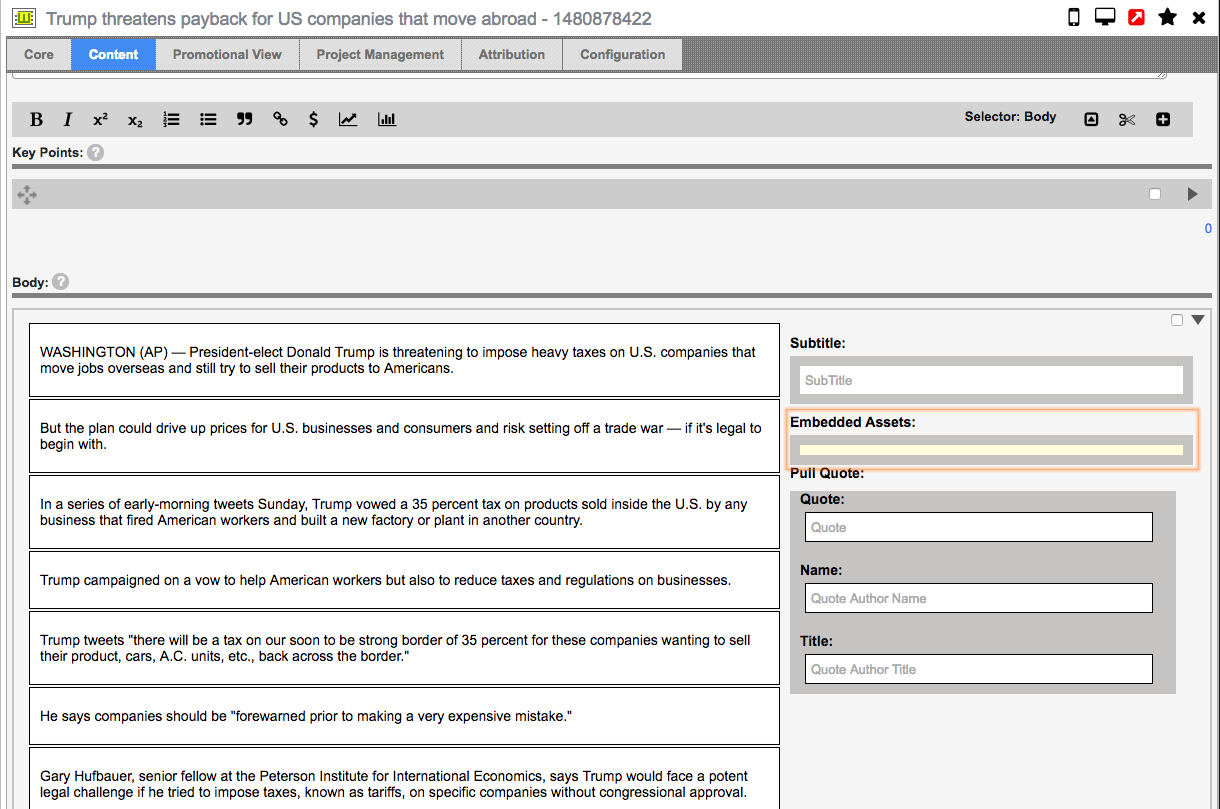 Trump threatens payback for US companies that move abroad - 1480878422
Core Content Promotional View Project Management Attribution Configuration
B I x² x₂ $ Selector: Body
Key Points: ?
0
Body: ?
WASHINGTON (AP) — President-elect Donald Trump is threatening to impose heavy taxes on U.S. companies that
move jobs overseas and still try to sell their products to Americans.
But the plan could drive up prices for U.S. businesses and consumers and risk setting off a trade war — if it's legal to
begin with.
In a series of early-morning tweets Sunday, Trump vowed a 35 percent tax on products sold inside the U.S. by any
business that fired American workers and built a new factory or plant in another country.
Trump campaigned on a vow to help American workers but also to reduce taxes and regulations on businesses.
Trump tweets "there will be a tax on our soon to be strong border of 35 percent for these companies wanting to sell
their product, cars, A.C. units, etc., back across the border."
He says companies should be "forewarned prior to making a very expensive mistake."
Gary Hufbauer, senior fellow at the Peterson Institute for International Economics, says Trump would face a potent
legal challenge if he tried to impose taxes, known as tariffs, on specific companies without congressional approval.
Subtitle:
SubTitle
Embedded Assets:
Pull Quote:
Quote:
Quote
Name:
Quote Author Name
Title:
Quote Author Title